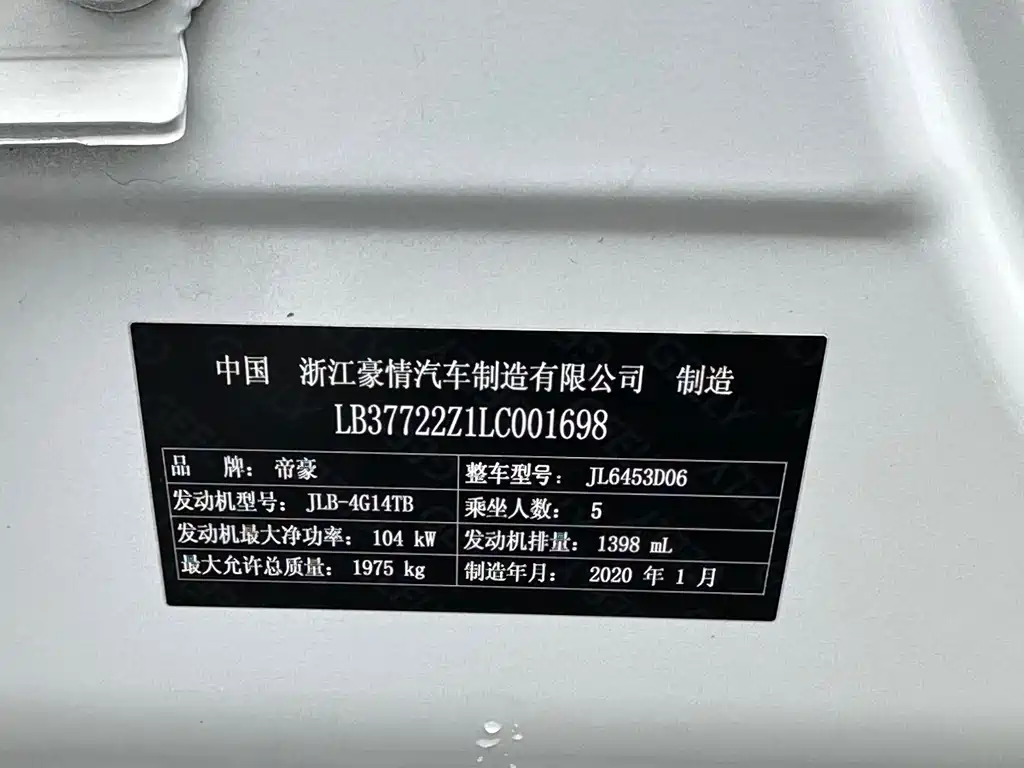 中国 浙江豪情汽车制造有限公司 制造
LB37722Z1LC001698
品 牌: 帝豪 整车型号: JL6453D06
发动机型号: JLB-4G14TB 乘坐人数: 5
发动机最大净功率: 104 kW 发动机排量: 1398 mL
最大允许总质量: 1975 kg 制造年月: 2020 年 1 月